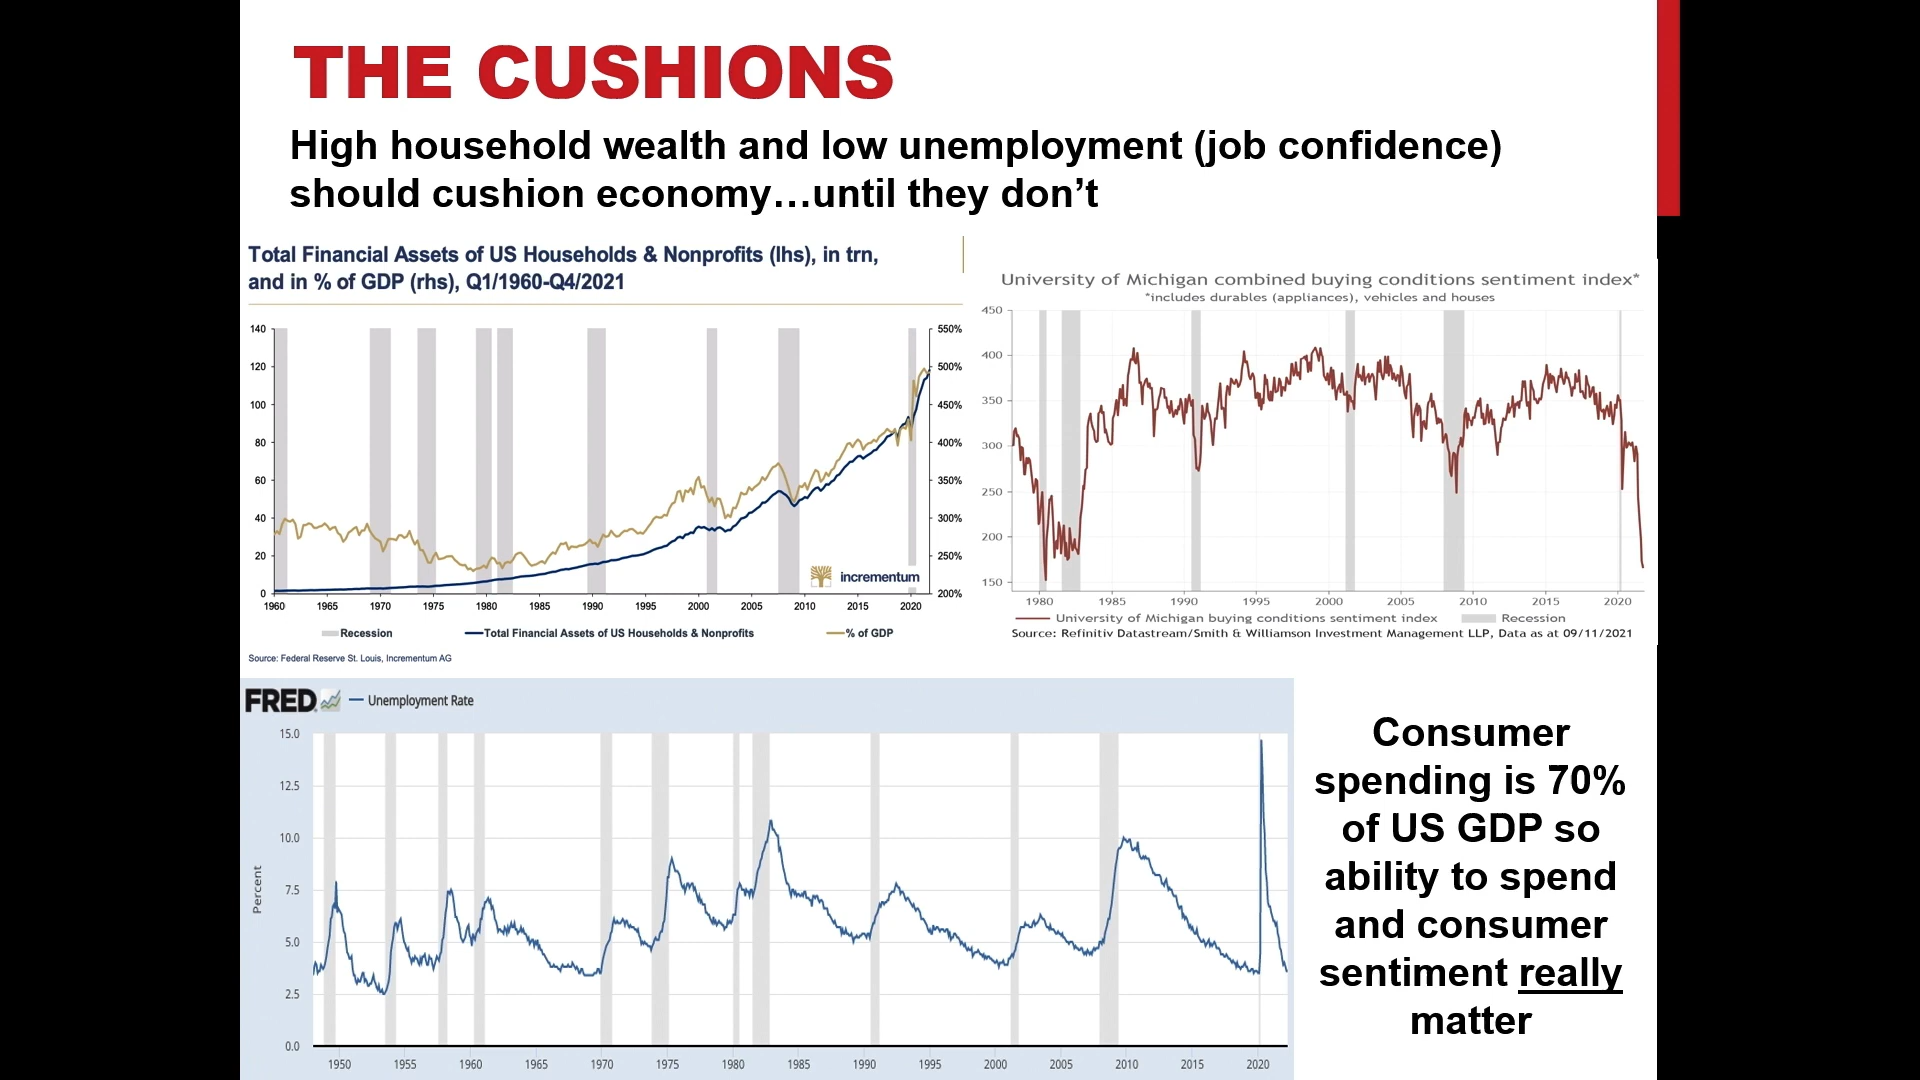 THE CUSHIONS
High household wealth and low unemployment (job confidence)
should cushion economy…until they don’t
Total Financial Assets of US Households & Nonprofits (lhs), in trn,
and in % of GDP (rhs), Q1/1960-Q4/2021
140
120
100
80
60
40
20
0
550%
500%
450%
400%
350%
300%
250%
200%
incrementum
1960 1965 1970 1975 1980 1985 1990 1995 2000 2005 2010 2015 2020
Recession Total Financial Assets of US Households & Nonprofits % of GDP
Source: Federal Reserve St. Louis, Incrementum AG
University of Michigan combined buying conditions sentiment index*
*includes durables (appliances), vehicles and houses
450
400
350
300
250
200
150
1980 1985 1990 1995 2000 2005 2010 2015 2020
University of Michigan buying conditions sentiment index Recession
Source: Refinitiv Datastream/Smith & Williamson Investment Management LLP, Data as at 09/11/2021
FRED Unemployment Rate
15.0
12.5
10.0
7.5
5.0
2.5
0.0
Percent
1950 1955 1960 1965 1970 1975 1980 1985 1990 1995 2000 2005 2010 2015 2020
Consumer
spending is 70%
of US GDP so
ability to spend
and consumer
sentiment really
matter